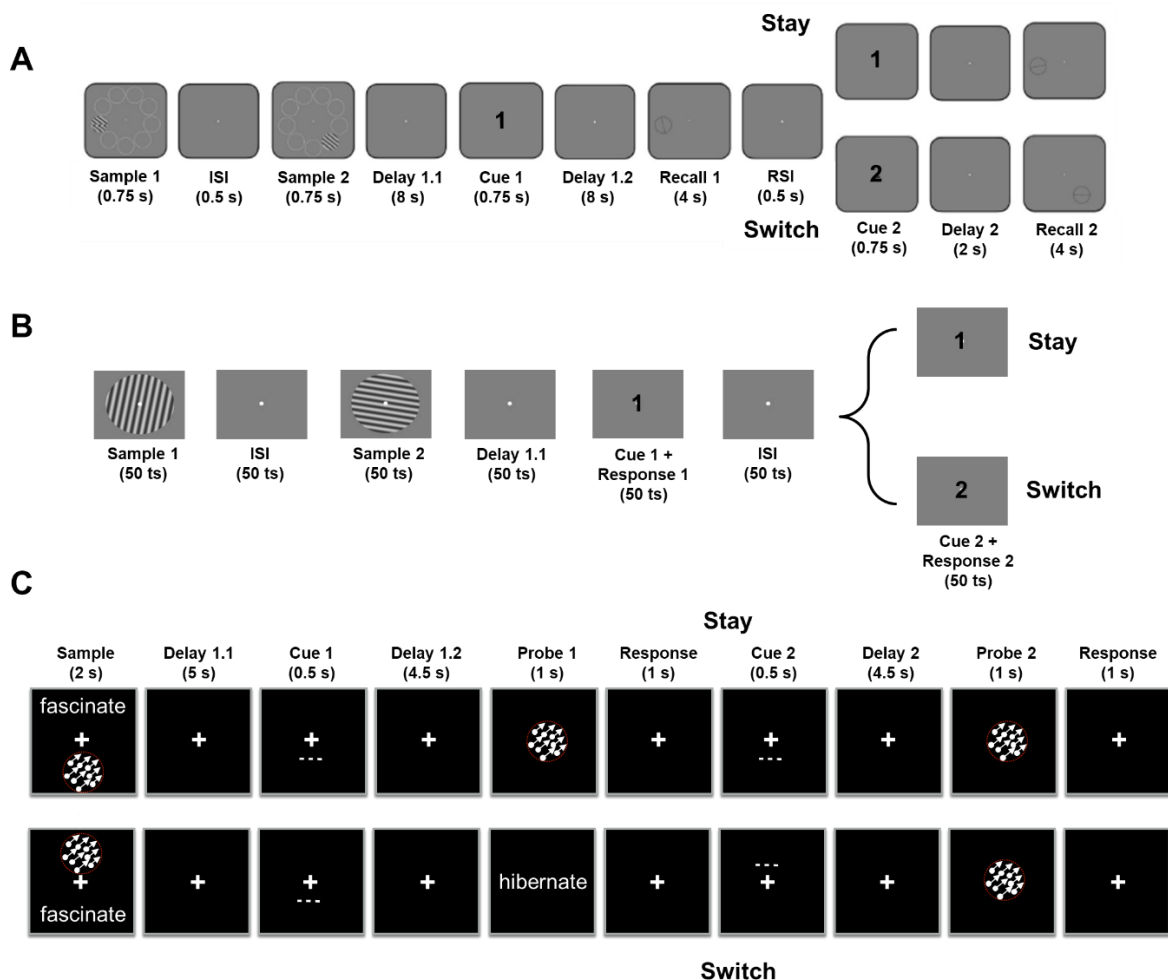 A
Stay
1
1
Sample 1
(0.75 s)
ISI
(0.5 s)
Sample 2
(0.75 s)
Delay 1.1
(8 s)
Cue 1
(0.75 s)
Delay 1.2
(8 s)
Recall 1
(4 s)
RSI
(0.5 s)
2
Switch
Cue 2
(0.75 s)
Delay 2
(2 s)
Recall 2
(4 s)
B
1
Stay
1
Sample 1
(50 ts)
ISI
(50 ts)
Sample 2
(50 ts)
Delay 1.1
(50 ts)
Cue 1 +
Response 1
(50 ts)
ISI
(50 ts)
2
Switch
Cue 2 +
Response 2
(50 ts)
C
Stay
Sample
(2 s)
Delay 1.1
(5 s)
Cue 1
(0.5 s)
Delay 1.2
(4.5 s)
Probe 1
(1 s)
Response
(1 s)
Cue 2
(0.5 s)
Delay 2
(4.5 s)
Probe 2
(1 s)
Response
(1 s)
fascinate
fascinate
hibernate
Switch